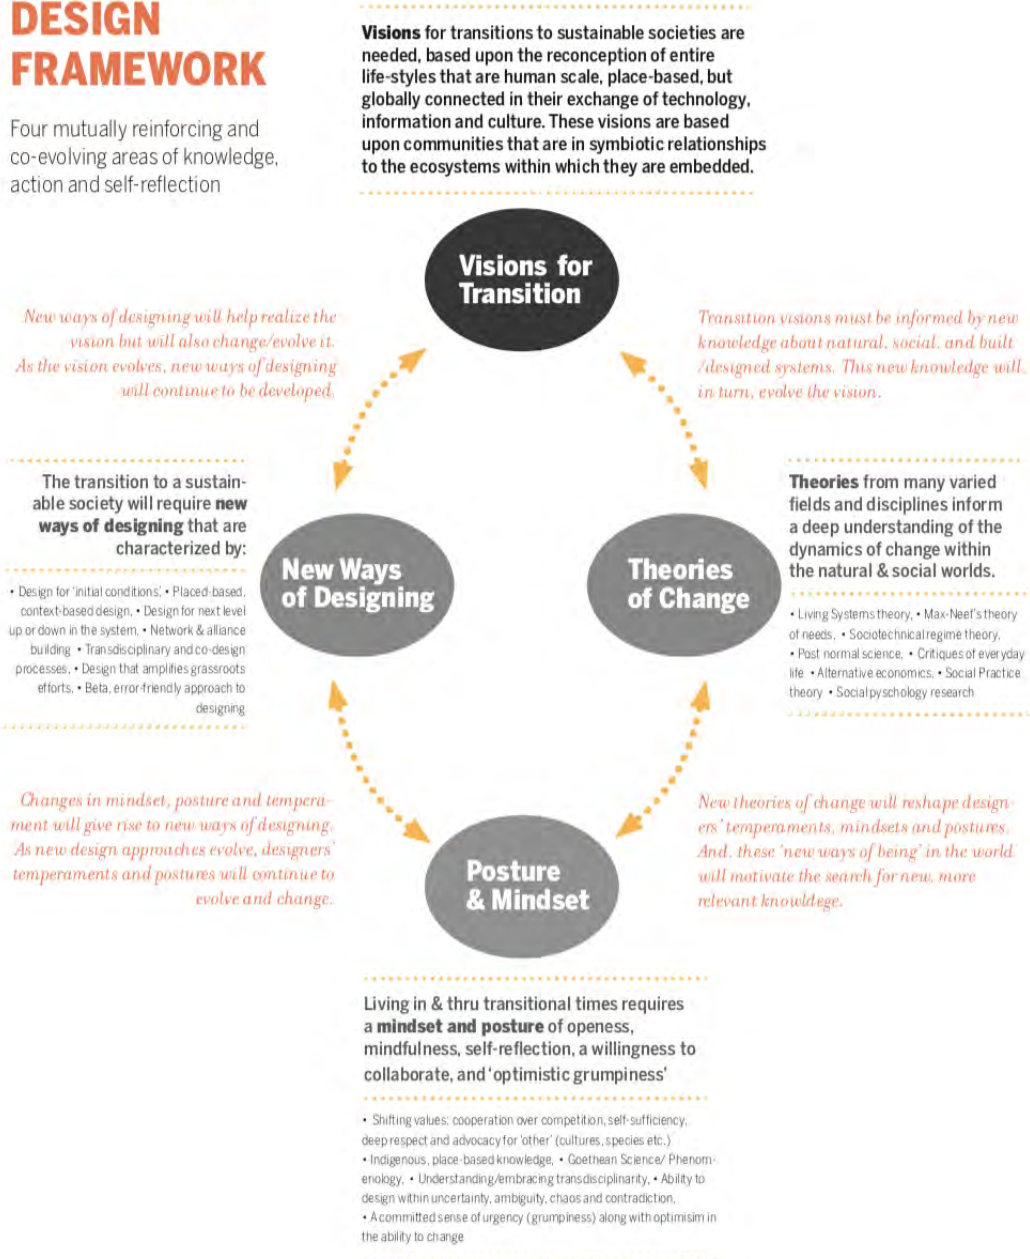 DESIGN
FRAMEWORK
Four mutually reinforcing and
co-evolving areas of knowledge,
action and self-reflection
Visions for transitions to sustainable societies are
needed, based upon the reconception of entire
life-styles that are human scale, place-based, but
globally connected in their exchange of technology,
information and culture. These visions are based
upon communities that are in symbiotic relationships
to the ecosystems within which they are embedded.
Visions for
Transition
New ways of designing will help realize the
vision but will also change/evolve it.
As the vision evolves, new ways of designing
will continue to be developed.
Transition visions must be informed by new
knowledge about natural, social, and built
/designed systems. This new knowledge will,
in turn, evolve the vision.
The transition to a sustain-
able society will require new
ways of designing that are
characterized by:
• Design for 'initial conditions', • Placed-based,
context-based design, • Design for next level
up or down in the system, • Network & alliance
building • Transdisciplinary and co-design
processes, • Design that amplifies grassroots
efforts, • Beta, error-friendly approach to
designing
New Ways
of Designing
Theories
of Change
Theories from many varied
fields and disciplines inform
a deep understanding of the
dynamics of change within
the natural & social worlds.
• Living Systems theory, • Max-Neef's theory
of needs, • Sociotechnical regime theory,
• Post normal science, • Critiques of everyday
life • Alternative economics, • Social Practice
theory • Social pyschology research
Changes in mindset, posture and tempera-
ment will give rise to new ways of designing.
As new design approaches evolve, designers'
temperaments and postures will continue to
evolve and change.
New theories of change will reshape design-
ers' temperaments, mindsets and postures.
And, these 'new ways of being' in the world
will motivate the search for new, more
relevant knowldege.
Posture
& Mindset
Living in & thru transitional times requires
a mindset and posture of openess,
mindfulness, self-reflection, a willingness to
collaborate, and 'optimistic grumpiness'
• Shifting values: cooperation over competition, self-sufficiency,
deep respect and advocacy for 'other' (cultures, species etc.)
• Indigenous, place-based knowledge, • Goethean Science/ Phenom-
enology, • Understanding/embracing transdisciplinarity, • Ability to
design within uncertainty, ambiguity, chaos and contradiction,
• A committed sense of urgency (grumpiness) along with optimisim in
the ability to change